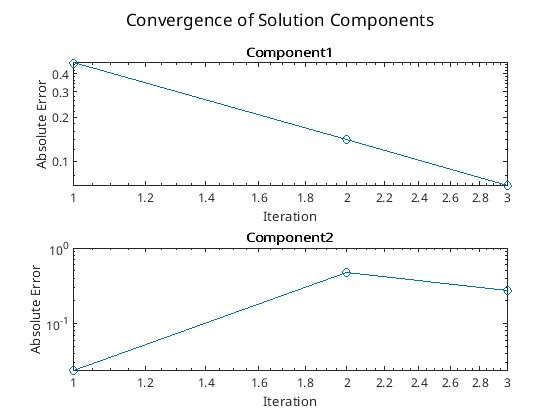 Convergence of Solution Components
Component1
Absolute Error
0.4
0.3
0.2
0.1
1 1.2 1.4 1.6 1.8 2 2.2 2.4 2.6 2.8 3
Iteration
Component2
Absolute Error
10^0
10^-1
1 1.2 1.4 1.6 1.8 2 2.2 2.4 2.6 2.8 3
Iteration